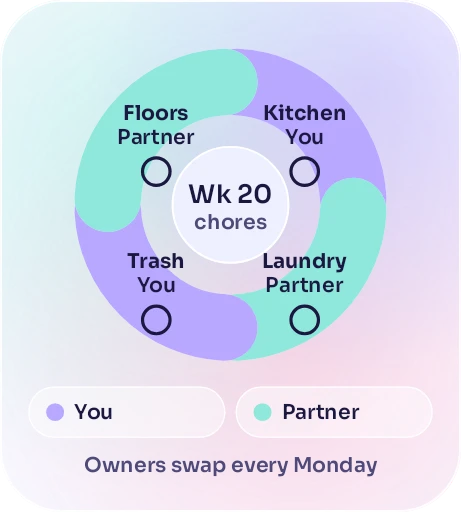 Floors
Partner
Kitchen
You
Wk 20
chores
Trash
You
Laundry
Partner
You
Partner
Owners swap every Monday